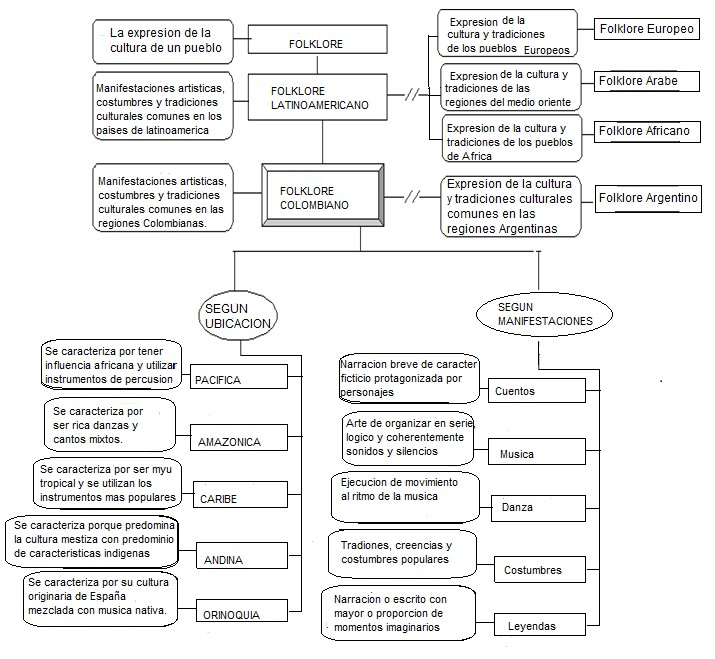 La expresion de la
cultura de un pueblo
FOLKLORE
Expresion de la
cultura y tradiciones
de los pueblos Europeos
Folklore Europeo
Manifestaciones artisticas,
costumbres y tradiciones
culturales comunes en los
paises de latinoamerica
FOLKLORE
LATINOAMERICANO
//
Expresion de la cultura y
tradiciones de las
regiones del medio oriente
Folklore Arabe
Expresion de la cultura y
tradiciones de los pueblos
de Africa
Folklore Africano
Manifestaciones artisticas,
costumbres y tradiciones
culturales comunes en las
regiones Colombianas.
FOLKLORE
COLOMBIANO
//
Expresion de la cultura
y tradiciones culturales
comunes en las
regiones Argentinas
Folklore Argentino
SEGUN
UBICACION
SEGUN
MANIFESTACIONES
Se caracteriza por tener
influencia africana y utilizar
instrumentos de percusion
PACIFICA
Se caracteriza por
ser rica danzas y
cantos mixtos.
AMAZONICA
Se caracteriza por ser myu
tropical y se utilizan los
instrumentos mas populares
CARIBE
Se caracteriza porque predomina
la cultura mestiza con predominio
de caracteristicas indigenas
ANDINA
Se caracteriza por su cultura
originaria de España
mezclada con musica nativa.
ORINOQUIA
Narracion breve de caracter
ficticio protagonizada por
personajes
Cuentos
Arte de organizar en serie,
logico y coherentemente
sonidos y silencios
Musica
Ejecucion de movimiento
al ritmo de la musica
Danza
Tradiones, creencias y
costumbres populares
Costumbres
Narracion o escrito con
mayor o proporcion de
momentos imaginarios
Leyendas